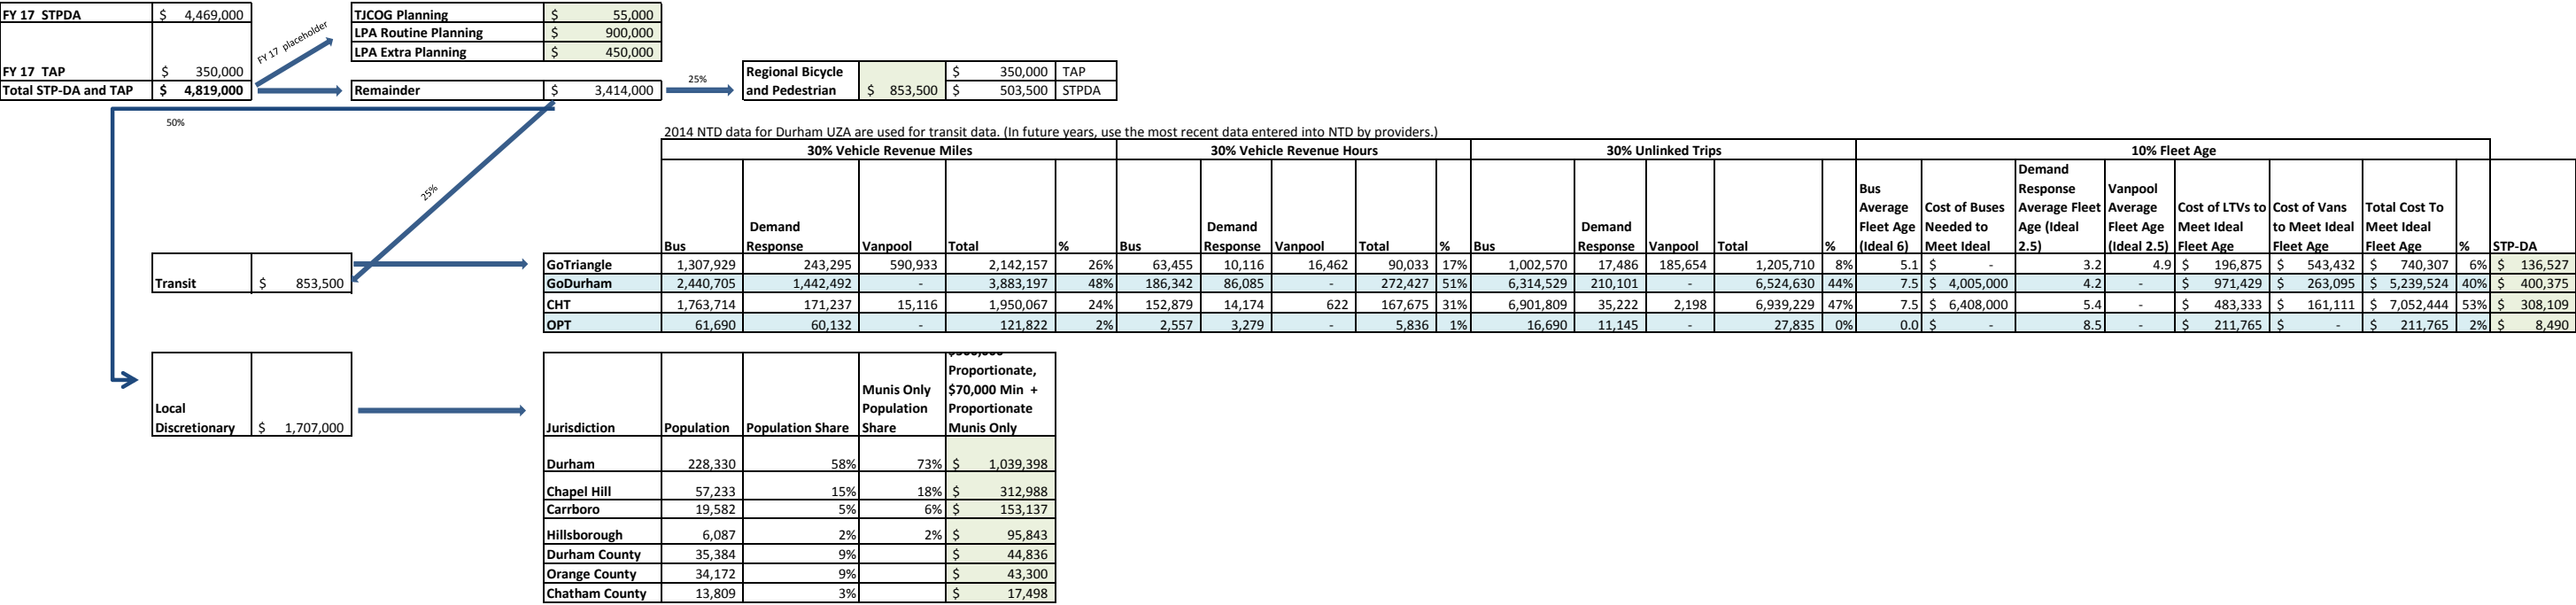 FY 17 STPDA $ 4,469,000
FY 17 TAP $ 350,000
Total STP-DA and TAP $ 4,819,000
FY 17 placeholder
TJCOG Planning $ 55,000
LPA Routine Planning $ 900,000
LPA Extra Planning $ 450,000
Remainder $ 3,414,000
25%
Regional Bicycle and Pedestrian $ 853,500
$ 350,000 TAP
$ 503,500 STPDA
50%
25%
2014 NTD data for Durham UZA are used for transit data. (In future years, use the most recent data entered into NTD by providers.)
30% Vehicle Revenue Miles 30% Vehicle Revenue Hours 30% Unlinked Trips 10% Fleet Age
Bus Demand Response Vanpool Total % Bus Demand Response Vanpool Total % Bus Demand Response Vanpool Total % Bus Average Fleet Age (Ideal 6) Cost of Buses Needed to Meet Ideal Demand Response Average Fleet Age (Ideal 2.5) Vanpool Average Fleet Age (Ideal 2.5) Cost of LTVs to Meet Ideal Fleet Age Cost of Vans to Meet Ideal Fleet Age Total Cost To Meet Ideal Fleet Age % STP-DA
Transit $ 853,500
GoTriangle 1,307,929 243,295 590,933 2,142,157 26% 63,455 10,116 16,462 90,033 17% 1,002,570 17,486 185,654 1,205,710 8% 5.1 $ - 3.2 4.9 $ 196,875 $ 543,432 $ 740,307 6% $ 136,527
GoDurham 2,440,705 1,442,492 - 3,883,197 48% 186,342 86,085 - 272,427 51% 6,314,529 210,101 - 6,524,630 44% 7.5 $ 4,005,000 4.2 - $ 971,429 $ 263,095 $ 5,239,524 40% $ 400,375
CHT 1,763,714 171,237 15,116 1,950,067 24% 152,879 14,174 622 167,675 31% 6,901,809 35,222 2,198 6,939,229 47% 7.5 $ 6,408,000 5.4 - $ 483,333 $ 161,111 $ 7,052,444 53% $ 308,109
OPT 61,690 60,132 - 121,822 2% 2,557 3,279 - 5,836 1% 16,690 11,145 - 27,835 0% 0.0 $ - 8.5 - $ 211,765 $ - $ 211,765 2% $ 8,490
Local Discretionary $ 1,707,000
Jurisdiction Population Population Share Munis Only Population Share Proportionate, $70,000 Min + Proportionate Munis Only
Durham 228,330 58% 73% $ 1,039,398
Chapel Hill 57,233 15% 18% $ 312,988
Carrboro 19,582 5% 6% $ 153,137
Hillsborough 6,087 2% 2% $ 95,843
Durham County 35,384 9% $ 44,836
Orange County 34,172 9% $ 43,300
Chatham County 13,809 3% $ 17,498